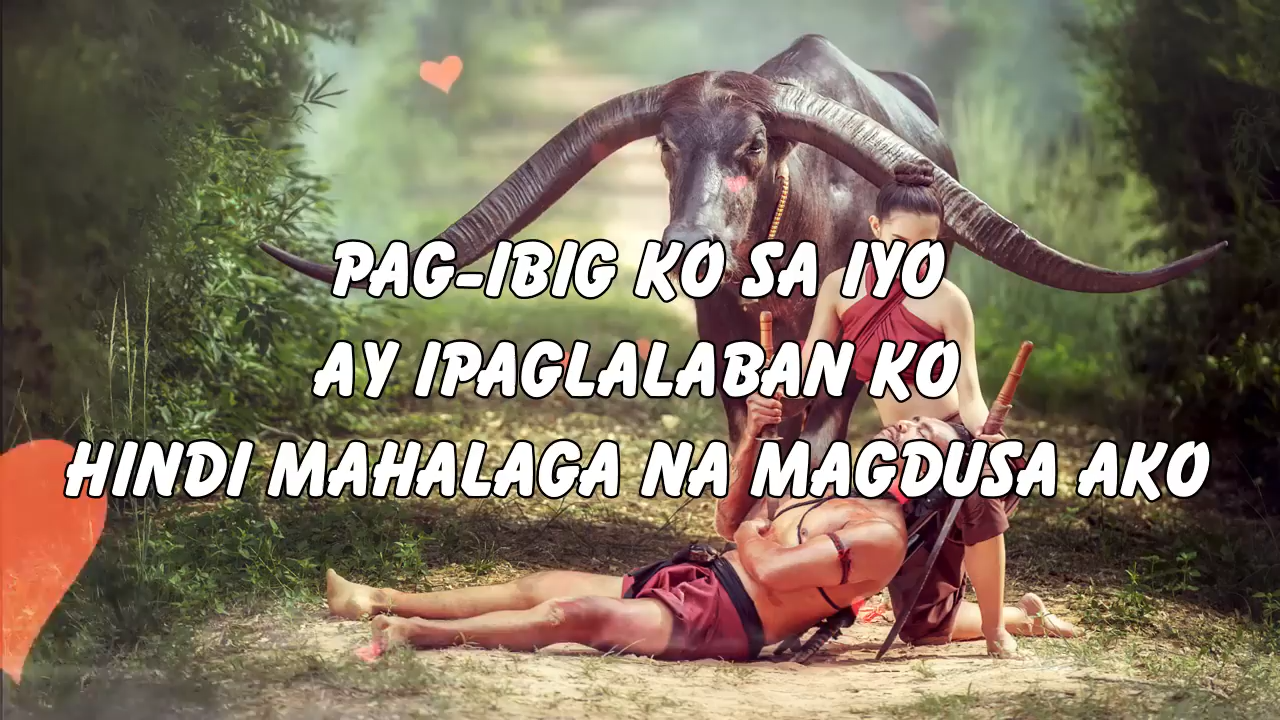 PAG-IBIG KO SA IYO
AY IPAGLALABAN KO
HINDI MAHALAGA NA MAGDUSA AKO